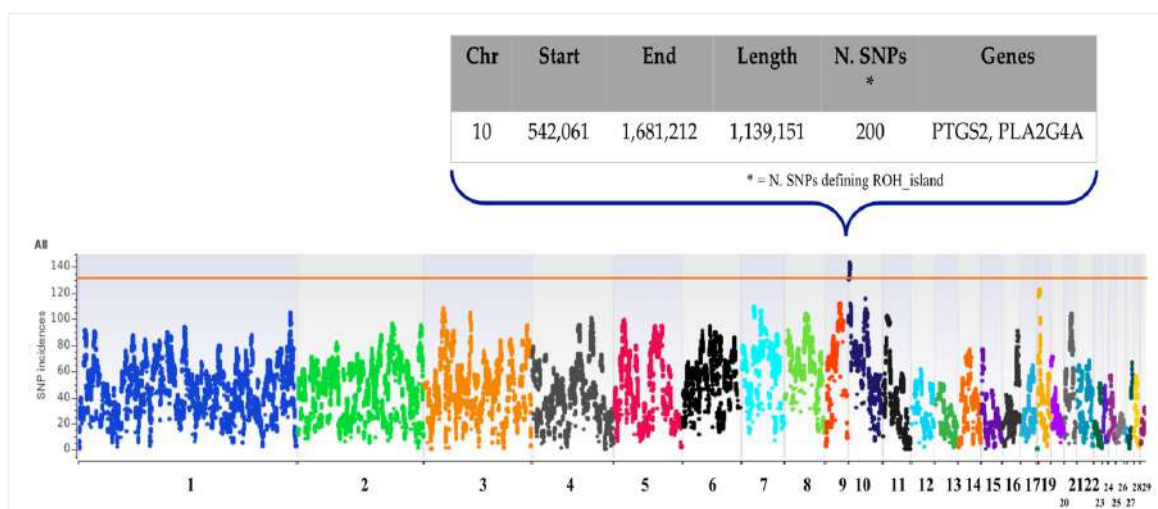 Chr Start End Length N. SNPs * Genes
10 542,061 1,681,212 1,139,151 200 PTGS2, PLA2G4A
* = N. SNPs defining ROH_island
All
SNP incidences
140
120
100
80
60
40
20
0
1 2 3 4 5 6 7 8 9 10 11 12 13 14 15 16 17 19 20 21 22 23 24 25 26 27 28 29